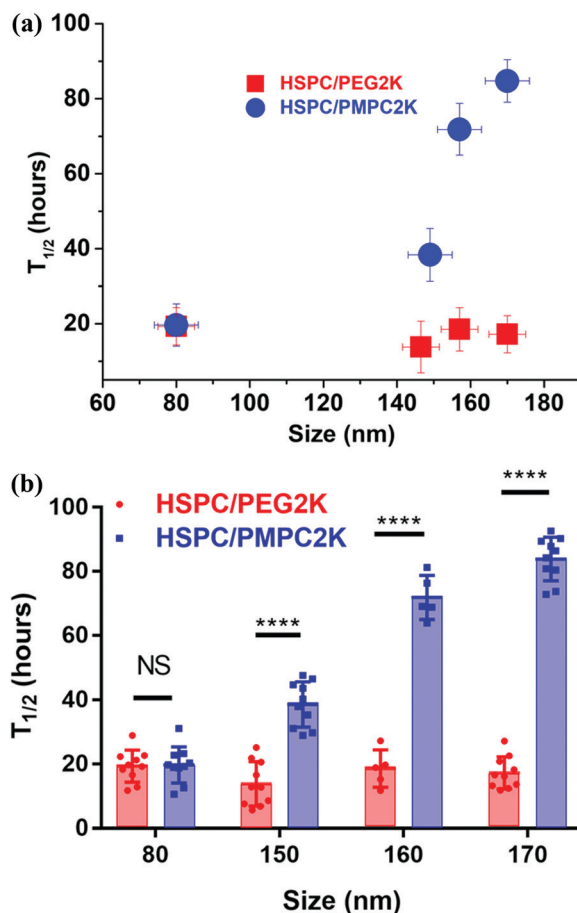 (a)
100
80
60
40
20
0
T1/2 (hours)
HSPC/PEG2K
HSPC/PMPC2K
60 80 100 120 140 160 180
Size (nm)
(b)
100
80
60
40
20
0
T1/2 (hours)
HSPC/PEG2K
HSPC/PMPC2K
NS
****
****
****
80 150 160 170
Size (nm)